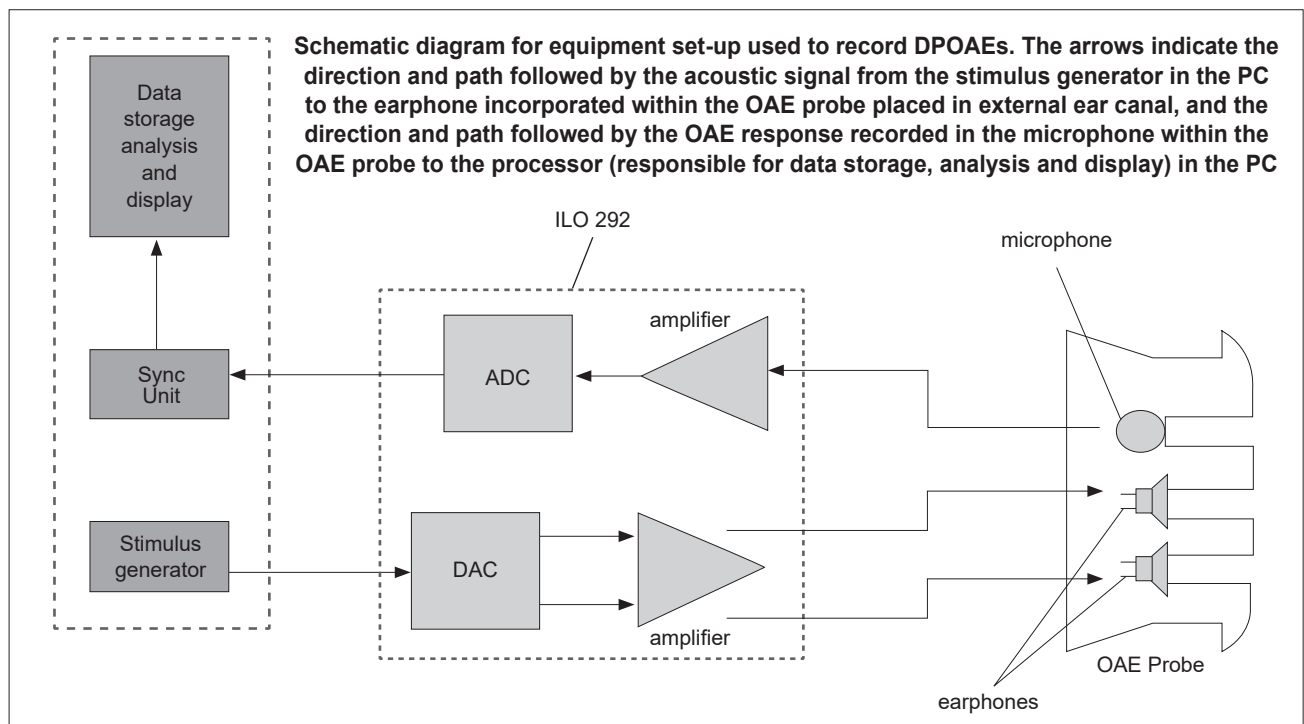 Schematic diagram for equipment set-up used to record DPOAEs. The arrows indicate the
direction and path followed by the acoustic signal from the stimulus generator in the PC
to the earphone incorporated within the OAE probe placed in external ear canal, and the
direction and path followed by the OAE response recorded in the microphone within the
OAE probe to the processor (responsible for data storage, analysis and display) in the PC
Data
storage
analysis
and
display
ILO 292
microphone
amplifier
ADC
Sync
Unit
Stimulus
generator
DAC
amplifier
OAE Probe
earphones